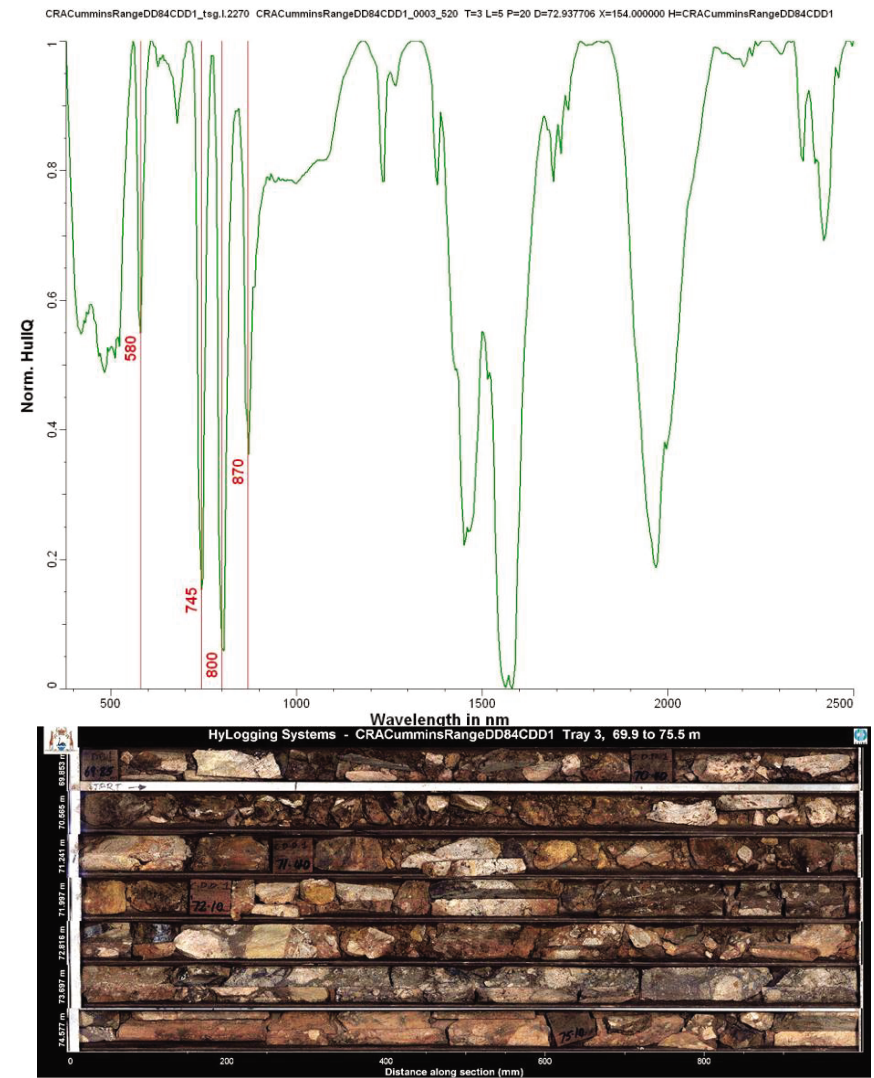 CRACumminsRangeDD84CDD1_tsg.l.2270 CRACumminsRangeDD84CDD1_0003_520 T=3 L=5 P=20 D=72.937706 X=154.000000 H=CRACumminsRangeDD84CDD1
1
0.8
0.6
0.4
0.2
0
Norm. HullQ
580
745
800
870
500
1000
1500
2000
2500
Wavelength in nm
HyLogging Systems - CRACumminsRangeDD84CDD1 Tray 3, 69.9 to 75.5 m
69.853 m
69.85
70.565 m
71.241 m
71.40
71.997 m
72.10
72.816 m
73.697 m
74.577 m
75.10
0
200
400
600
800
Distance along section (mm)